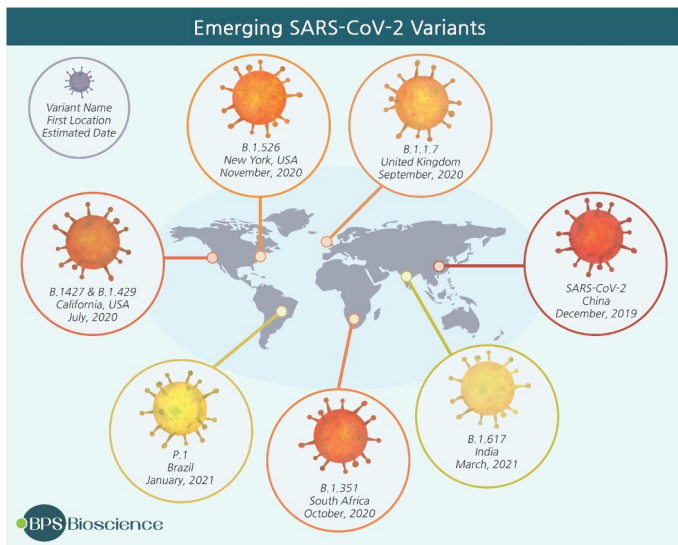 Emerging SARS-CoV-2 Variants
Variant Name
First Location
Estimated Date
B.1.526
New York, USA
November, 2020
B.1.1.7
United Kingdom
September, 2020
B.1427 & B.1.429
California, USA
July, 2020
SARS-CoV-2
China
December, 2019
P.1
Brazil
January, 2021
B.1.351
South Africa
October, 2020
B.1.617
India
March, 2021
BPS Bioscience